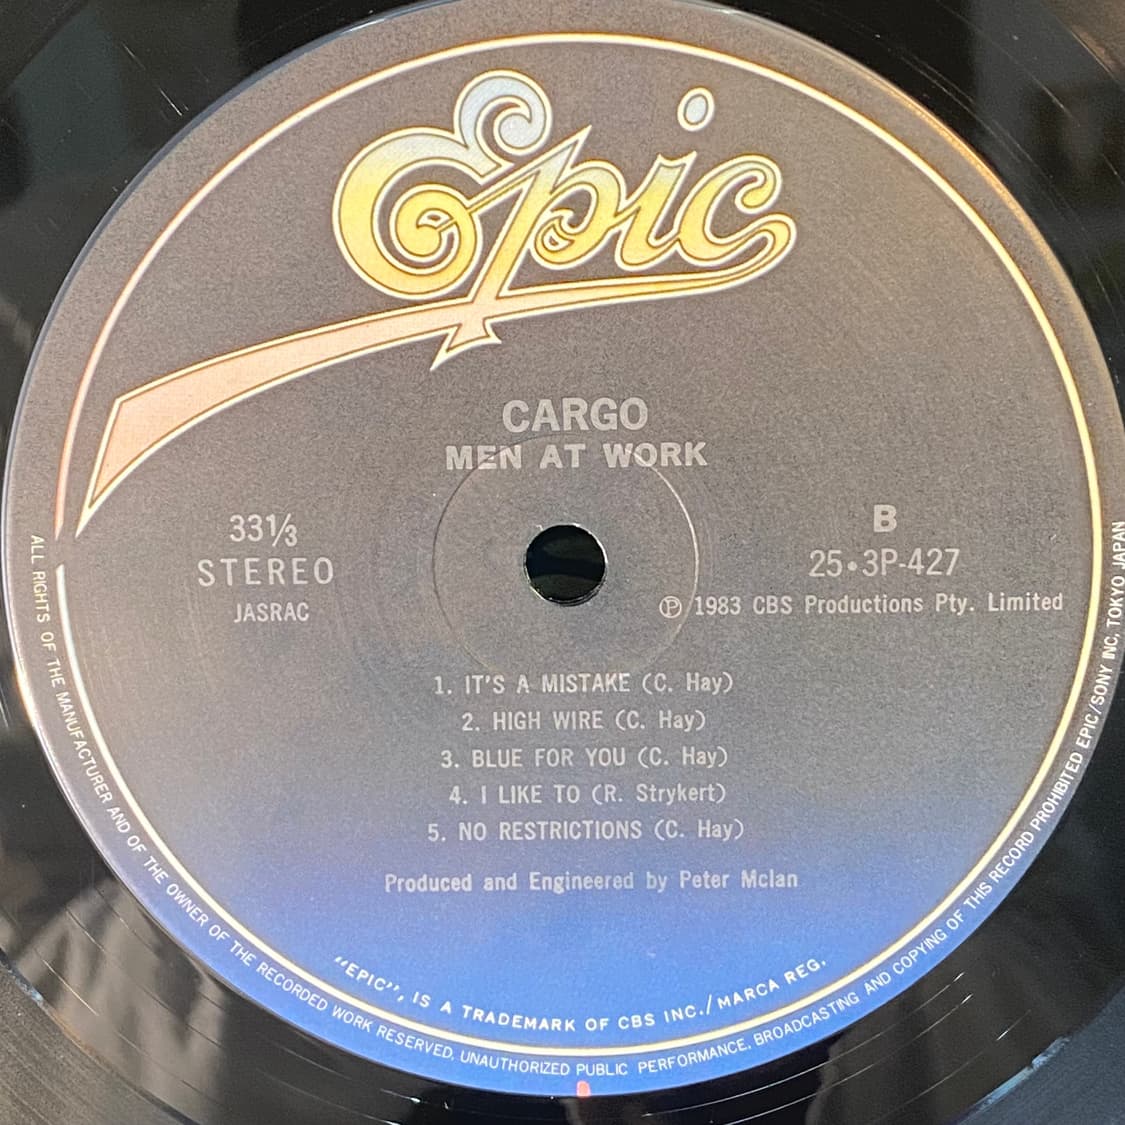 Epic
CARGO
MEN AT WORK
33⅓
STEREO
JASRAC
B
25•3P-427
Ⓟ 1983 CBS Productions Pty. Limited
1. IT'S A MISTAKE (C. Hay)
2. HIGH WIRE (C. Hay)
3. BLUE FOR YOU (C. Hay)
4. I LIKE TO (R. Strykert)
5. NO RESTRICTIONS (C. Hay)
Produced and Engineered by Peter Mclan
"EPIC", IS A TRADEMARK OF CBS INC./MARCA REG.
ALL RIGHTS OF THE MANUFACTURER AND OF THE OWNER OF THE RECORDED WORK RESERVED, UNAUTHORIZED PUBLIC PERFORMANCE, BROADCASTING AND COPYING OF THIS RECORD PROHIBITED EPIC/SONY INC, TOKYO JAPAN